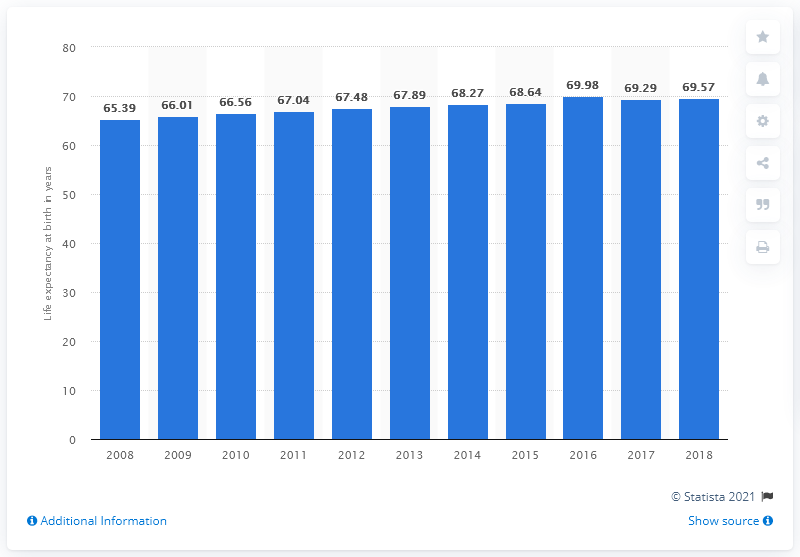 80
70
60
50
40
30
20
10
0
Life expectancy at birth in years
65.39 66.01 66.56 67.04 67.48 67.89 68.27 68.64 69.98 69.29 69.57
2008 2009 2010 2011 2012 2013 2014 2015 2016 2017 2018
© Statista 2021
Additional Information
Show source